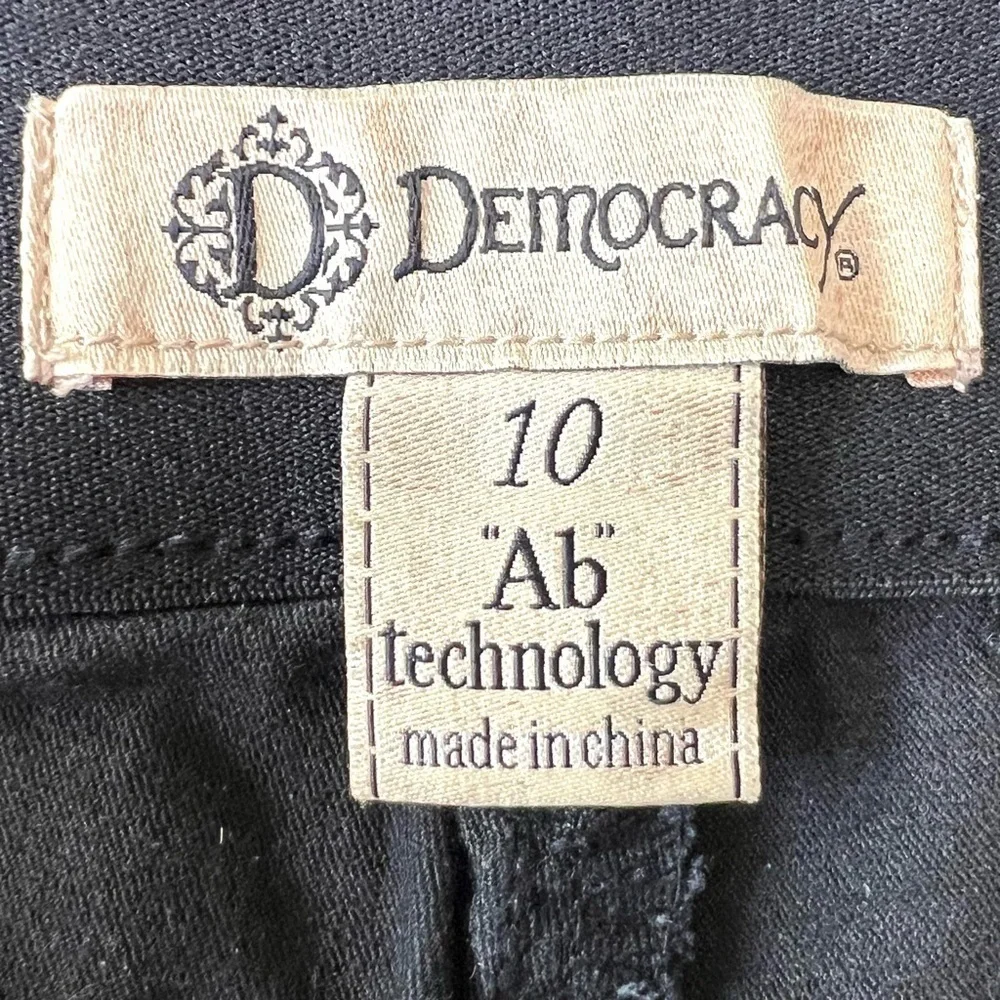 D DEMOCRACY®
10
"Ab"
technology
made in china